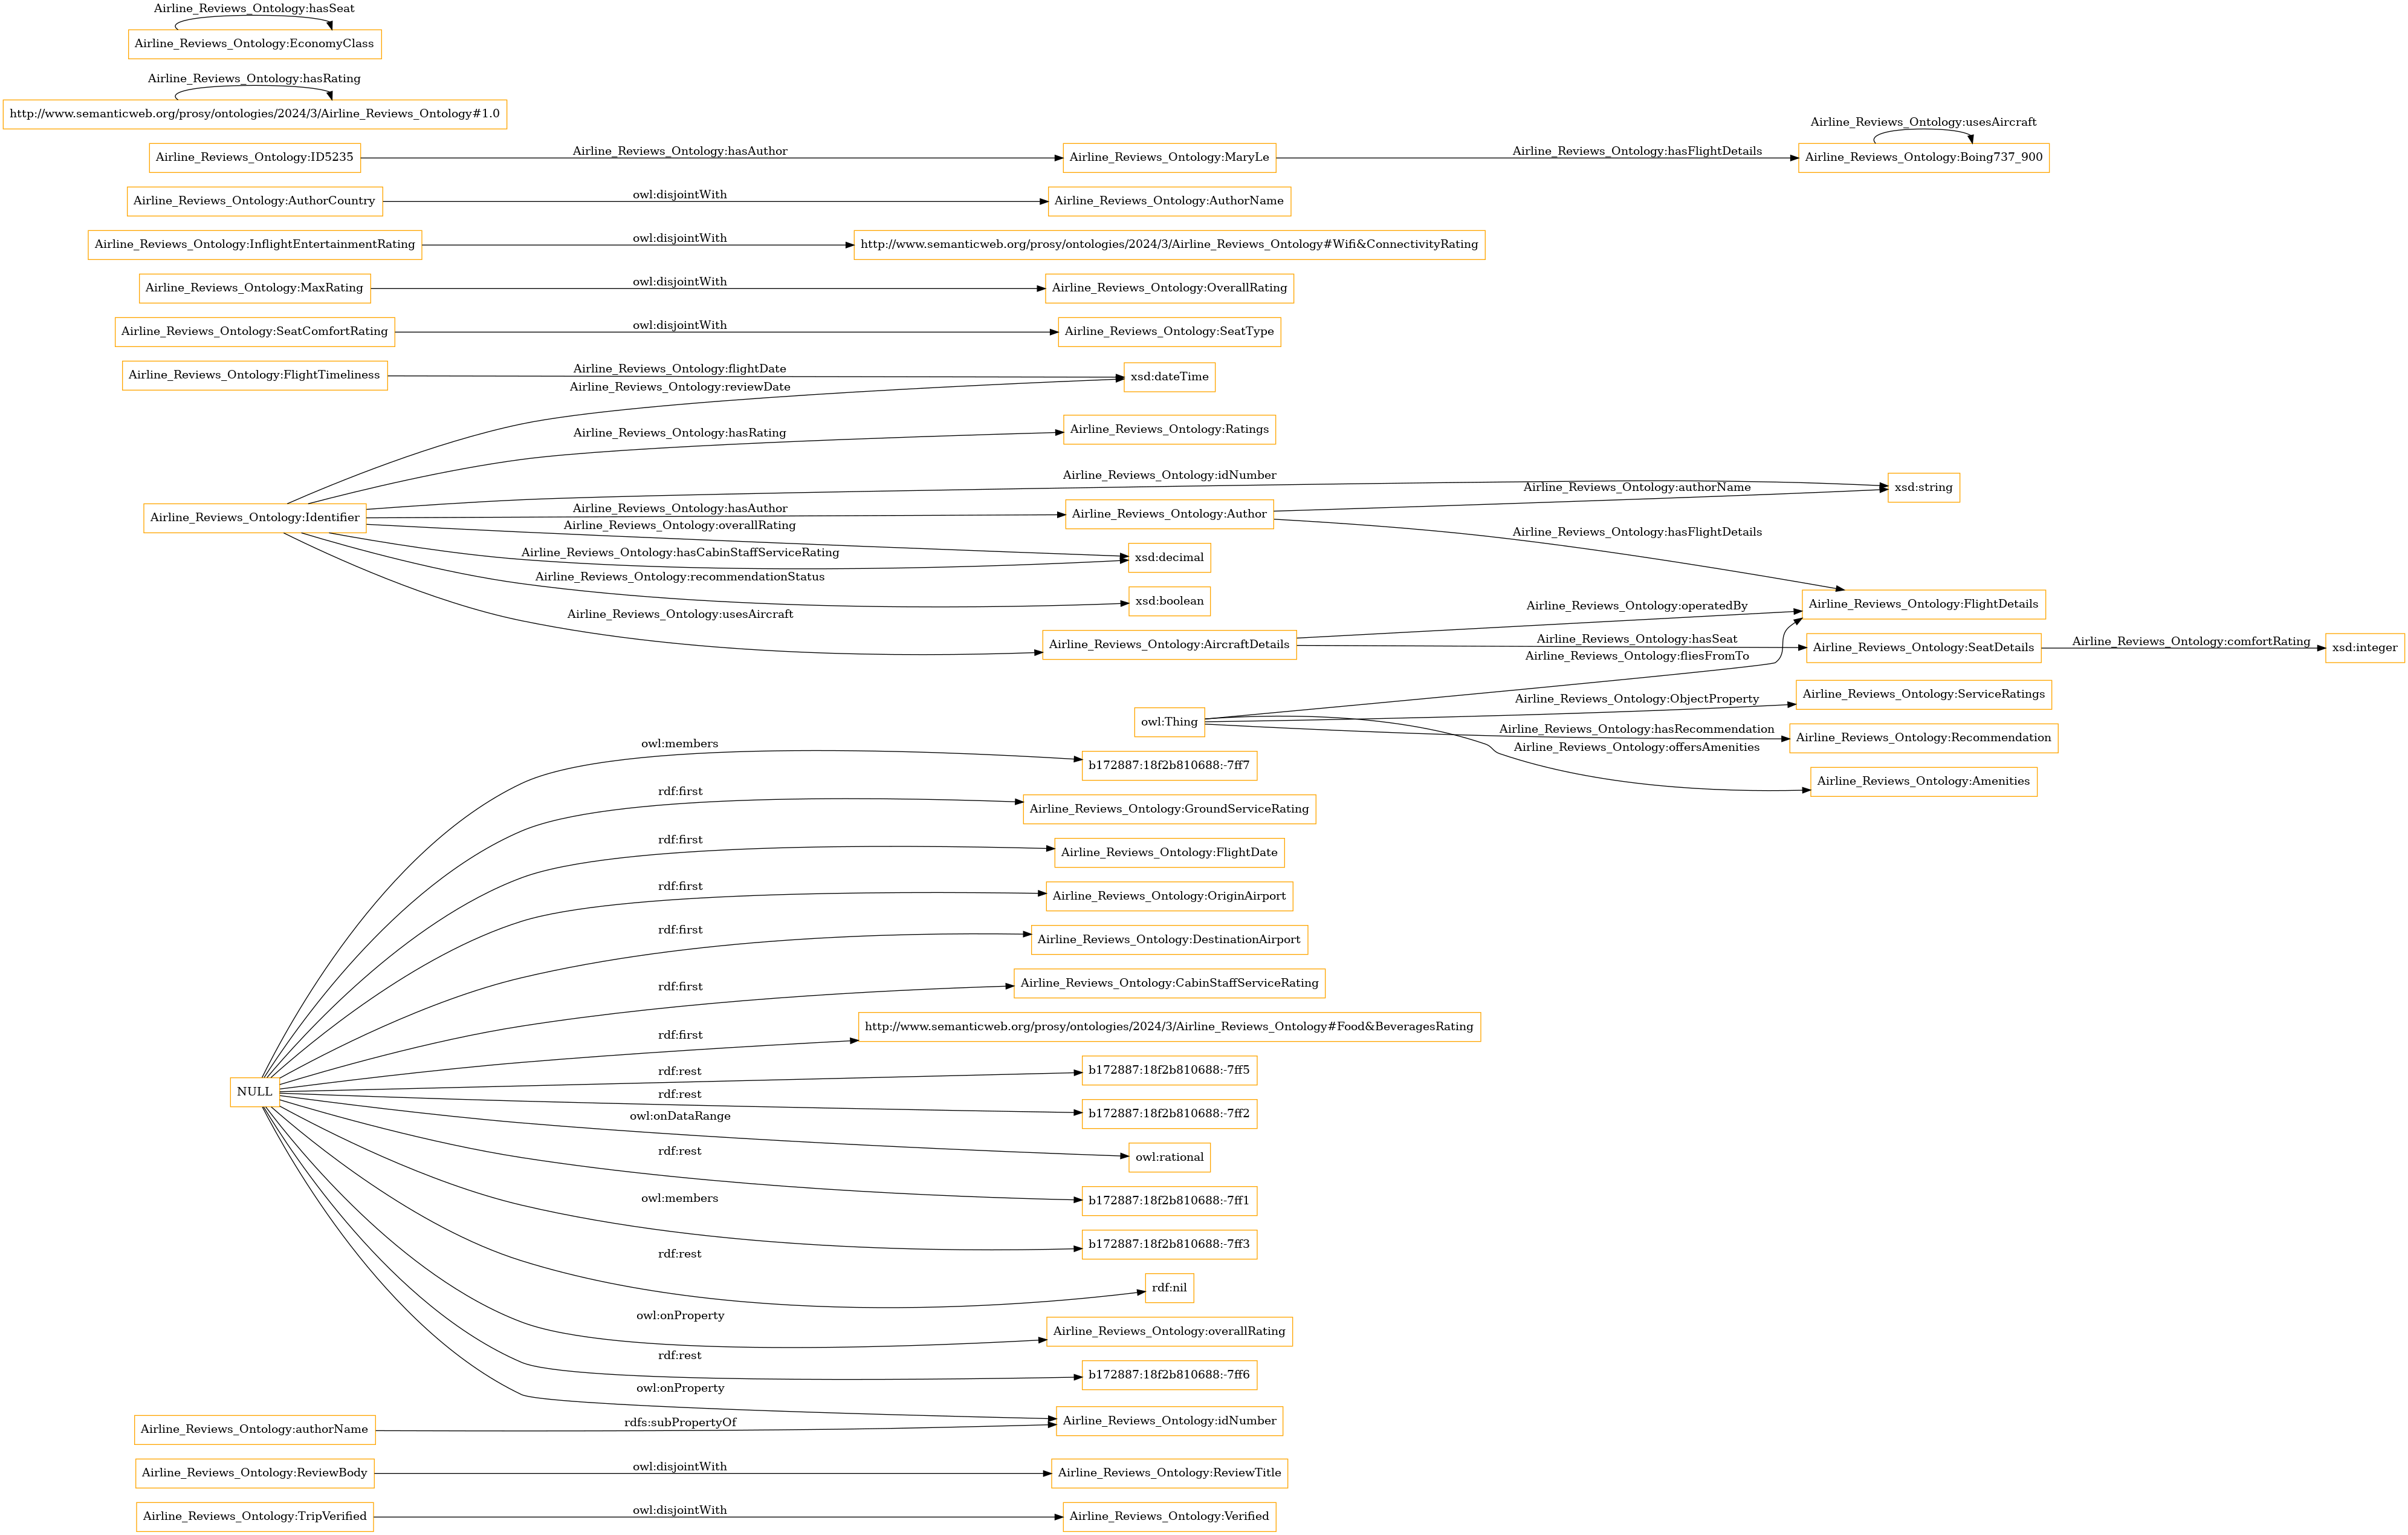 Airline_Reviews_Ontology:hasSeat
Airline_Reviews_Ontology:EconomyClass
Airline_Reviews_Ontology:hasRating
http://www.semanticweb.org/prosy/ontologies/2024/3/Airline_Reviews_Ontology#1.0
Airline_Reviews_Ontology:usesAircraft
Airline_Reviews_Ontology:ID5235
Airline_Reviews_Ontology:hasAuthor
Airline_Reviews_Ontology:MaryLe
Airline_Reviews_Ontology:hasFlightDetails
Airline_Reviews_Ontology:Boing737_900
Airline_Reviews_Ontology:AuthorCountry
owl:disjointWith
Airline_Reviews_Ontology:AuthorName
Airline_Reviews_Ontology:InflightEntertainmentRating
owl:disjointWith
http://www.semanticweb.org/prosy/ontologies/2024/3/Airline_Reviews_Ontology#Wifi&ConnectivityRating
Airline_Reviews_Ontology:MaxRating
owl:disjointWith
Airline_Reviews_Ontology:OverallRating
Airline_Reviews_Ontology:SeatComfortRating
owl:disjointWith
Airline_Reviews_Ontology:SeatType
Airline_Reviews_Ontology:FlightTimeliness
Airline_Reviews_Ontology:flightDate
xsd:dateTime
Airline_Reviews_Ontology:reviewDate
Airline_Reviews_Ontology:hasRating
Airline_Reviews_Ontology:Ratings
Airline_Reviews_Ontology:idNumber
xsd:string
Airline_Reviews_Ontology:authorName
Airline_Reviews_Ontology:Identifier
Airline_Reviews_Ontology:hasAuthor
Airline_Reviews_Ontology:Author
Airline_Reviews_Ontology:overallRating
Airline_Reviews_Ontology:hasFlightDetails
Airline_Reviews_Ontology:hasCabinStaffServiceRating
xsd:decimal
Airline_Reviews_Ontology:recommendationStatus
xsd:boolean
Airline_Reviews_Ontology:operatedBy
Airline_Reviews_Ontology:FlightDetails
Airline_Reviews_Ontology:usesAircraft
Airline_Reviews_Ontology:AircraftDetails
Airline_Reviews_Ontology:hasSeat
Airline_Reviews_Ontology:SeatDetails
Airline_Reviews_Ontology:comfortRating
xsd:integer
Airline_Reviews_Ontology:fliesFromTo
Airline_Reviews_Ontology:ObjectProperty
Airline_Reviews_Ontology:ServiceRatings
owl:Thing
Airline_Reviews_Ontology:hasRecommendation
Airline_Reviews_Ontology:Recommendation
Airline_Reviews_Ontology:offersAmenities
Airline_Reviews_Ontology:Amenities
owl:members
b172887:18f2b810688:-7ff7
rdf:first
Airline_Reviews_Ontology:GroundServiceRating
rdf:first
Airline_Reviews_Ontology:FlightDate
rdf:first
Airline_Reviews_Ontology:OriginAirport
rdf:first
Airline_Reviews_Ontology:DestinationAirport
rdf:first
Airline_Reviews_Ontology:CabinStaffServiceRating
rdf:first
http://www.semanticweb.org/prosy/ontologies/2024/3/Airline_Reviews_Ontology#Food&BeveragesRating
NULL
rdf:rest
b172887:18f2b810688:-7ff5
rdf:rest
b172887:18f2b810688:-7ff2
owl:onDataRange
owl:rational
rdf:rest
b172887:18f2b810688:-7ff1
owl:members
b172887:18f2b810688:-7ff3
rdf:rest
rdf:nil
owl:onProperty
Airline_Reviews_Ontology:overallRating
rdf:rest
b172887:18f2b810688:-7ff6
owl:onProperty
Airline_Reviews_Ontology:authorName
rdfs:subPropertyOf
Airline_Reviews_Ontology:idNumber
Airline_Reviews_Ontology:ReviewBody
owl:disjointWith
Airline_Reviews_Ontology:ReviewTitle
Airline_Reviews_Ontology:TripVerified
owl:disjointWith
Airline_Reviews_Ontology:Verified